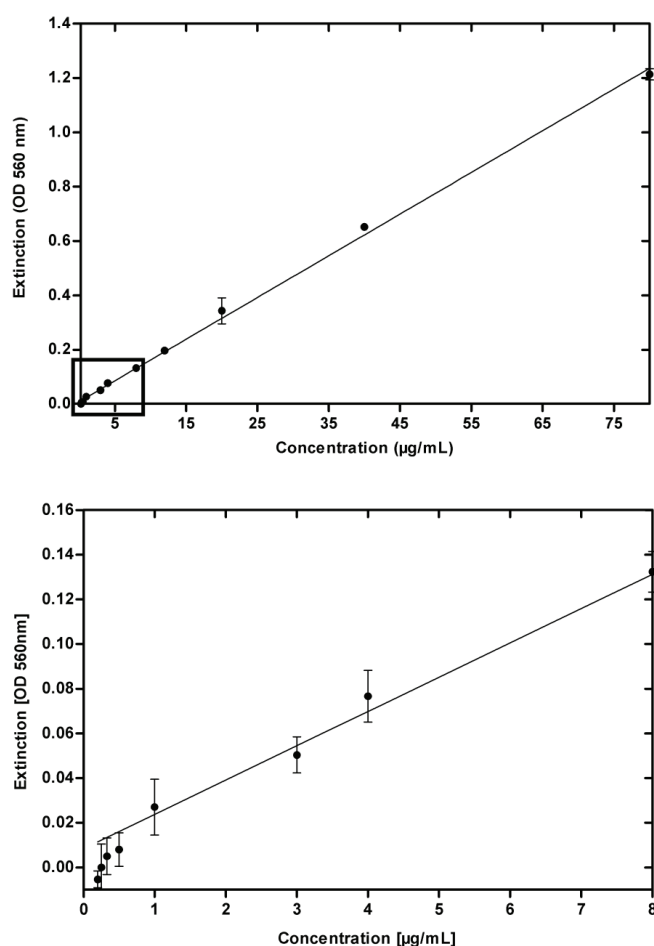 Extinction (OD 560 nm)
1.4
1.2
1.0
0.8
0.6
0.4
0.2
0.0
5 15 25 35 45 55 65 75
Concentration (µg/mL)
Extinction [OD 560nm]
0.16
0.14
0.12
0.10
0.08
0.06
0.04
0.02
0.00
0 1 2 3 4 5 6 7 8
Concentration [µg/mL]